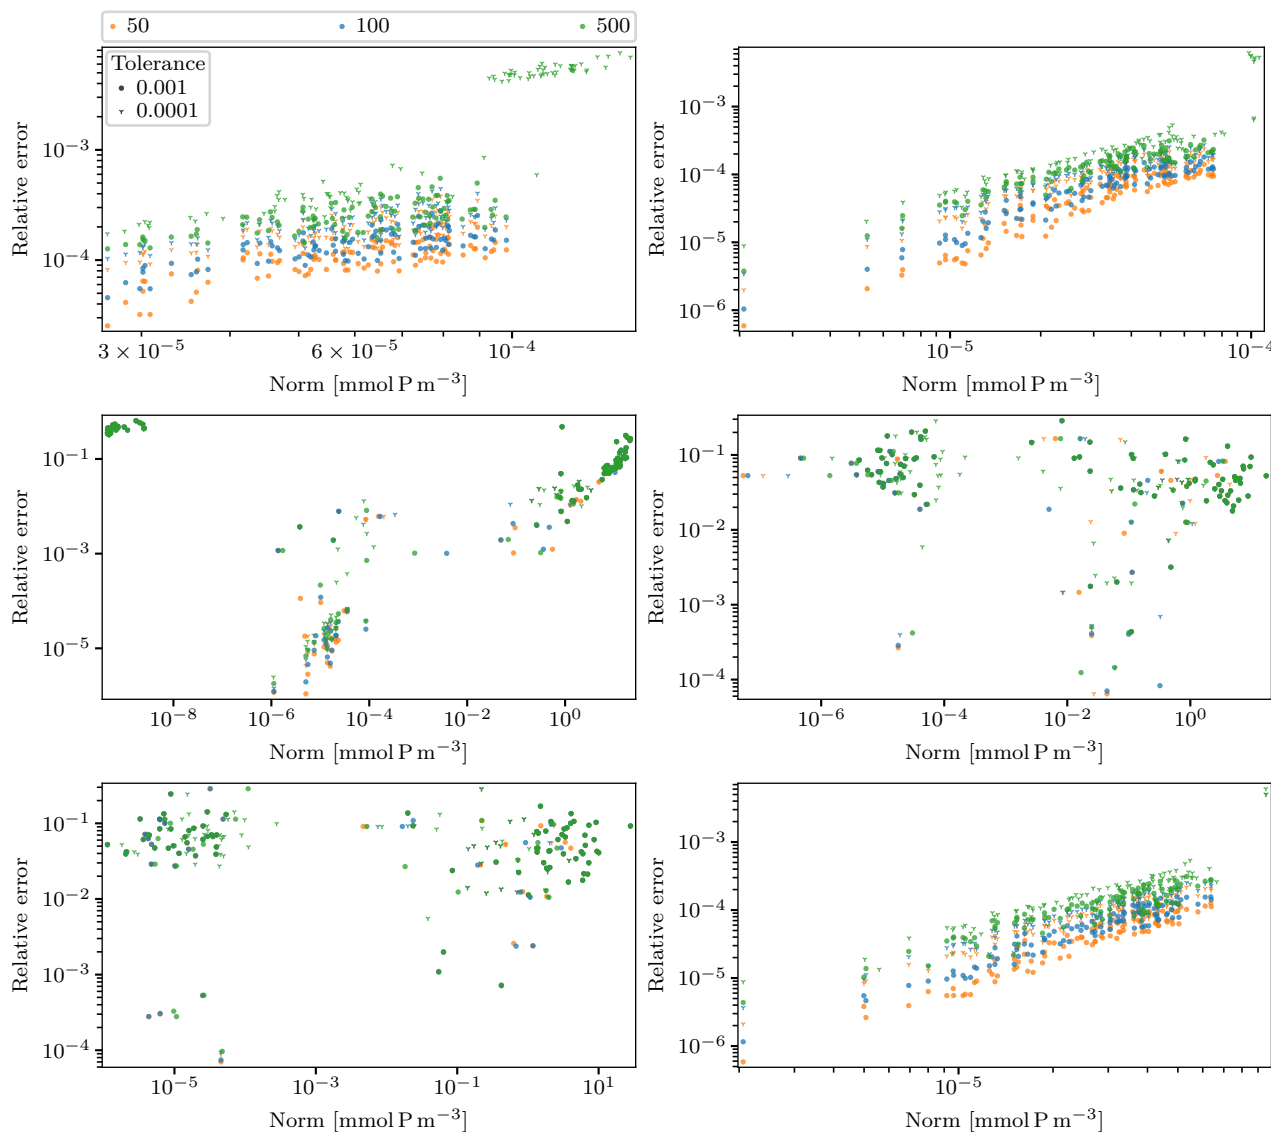 50 100 500
Tolerance
0.001
0.0001
Relative error
10⁻³
10⁻⁴
3 × 10⁻⁵ 6 × 10⁻⁵ 10⁻⁴
Norm [mmol P m⁻³]
Relative error
10⁻³
10⁻⁴
10⁻⁵
10⁻⁶
10⁻⁵ 10⁻⁴
Norm [mmol P m⁻³]
Relative error
10⁻¹
10⁻³
10⁻⁵
10⁻⁸ 10⁻⁶ 10⁻⁴ 10⁻² 10⁰
Norm [mmol P m⁻³]
Relative error
10⁻¹
10⁻²
10⁻³
10⁻⁴
10⁻⁶ 10⁻⁴ 10⁻² 10⁰
Norm [mmol P m⁻³]
Relative error
10⁻¹
10⁻²
10⁻³
10⁻⁴
10⁻⁵ 10⁻³ 10⁻¹ 10¹
Norm [mmol P m⁻³]
Relative error
10⁻³
10⁻⁴
10⁻⁵
10⁻⁶
10⁻⁵
Norm [mmol P m⁻³]